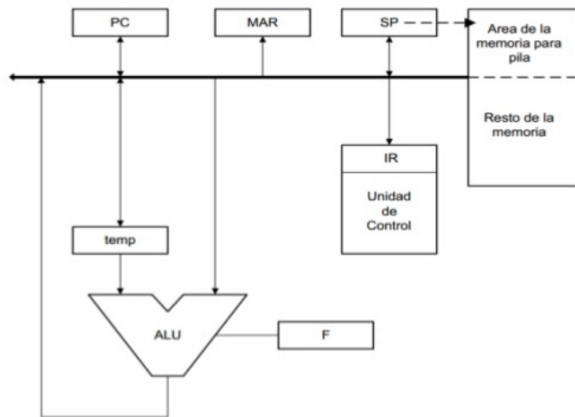 PC
MAR
SP
Area de la
memoria para
pila
Resto de la
memoria
IR
Unidad
de
Control
temp
ALU
F